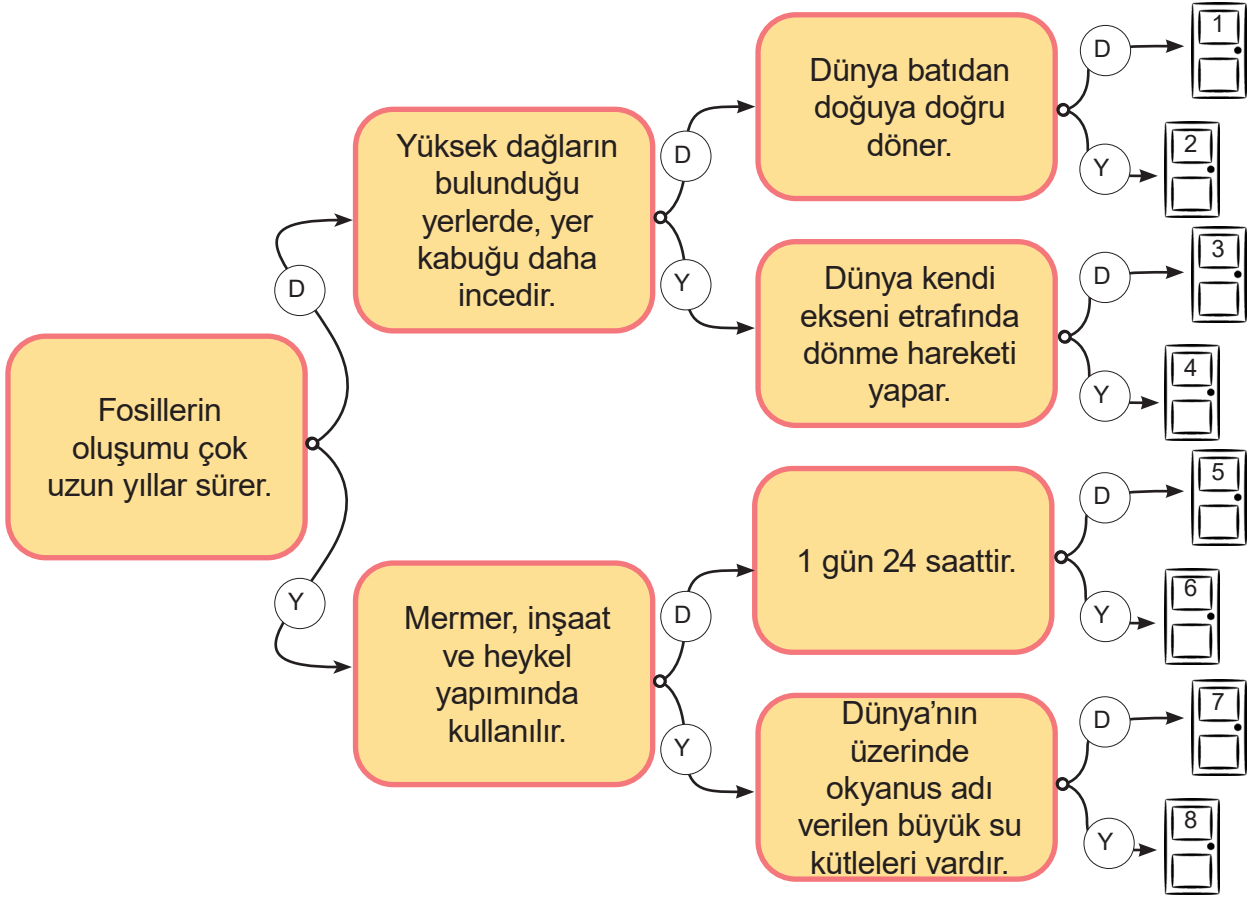 Fosillerin
oluşumu çok
uzun yıllar sürer.
D
Y
Yüksek dağların
bulunduğu
yerlerde, yer
kabuğu daha
incedir.
D
Y
Mermer, inşaat
ve heykel
yapımında
kullanılır.
D
Y
Dünya batıdan
doğuya doğru
döner.
D
1
Y
2
Dünya kendi
ekseni etrafında
dönme hareketi
yapar.
D
3
Y
4
1 gün 24 saattir.
D
5
Y
6
Dünya’nın
üzerinde
okyanus adı
verilen büyük su
kütleleri vardır.
D
7
Y
8